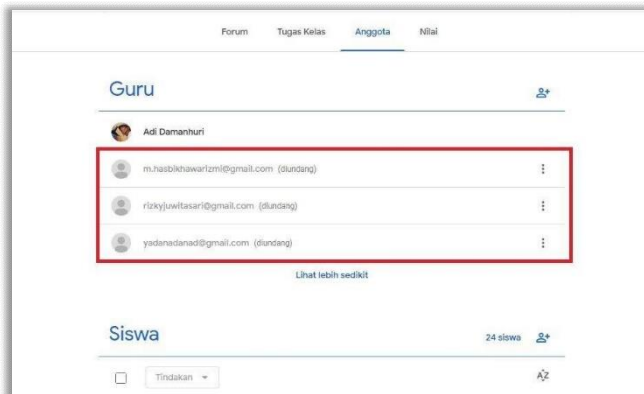 Forum Tugas Kelas Anggota Nilai
Guru
Adi Damanhuri
m.hasbikhawarizmi@gmail.com (diundang)
rizkyjuwitasari@gmail.com (diundang)
yadanadanad@gmail.com (diundang)
Lihat lebih sedikit
Siswa 24 siswa
Tindakan AZ